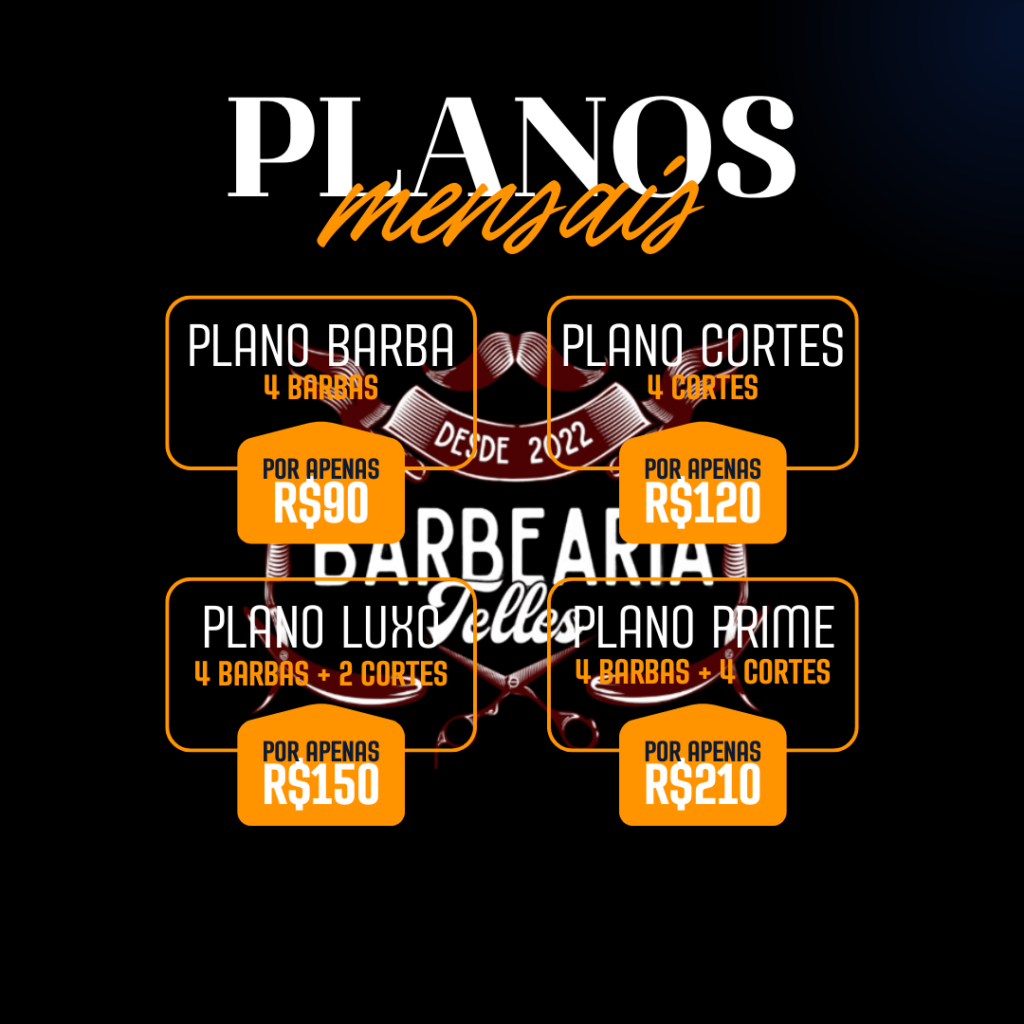 PLANOS
mensais
PLANO BARBA
4 BARBAS
POR APENAS
R$90
PLANO CORTES
4 CORTES
POR APENAS
R$120
DESDE 2022
BARBEARIA
Telles
PLANO LUXO
4 BARBAS + 2 CORTES
POR APENAS
R$150
PLANO PRIME
4 BARBAS + 4 CORTES
POR APENAS
R$210